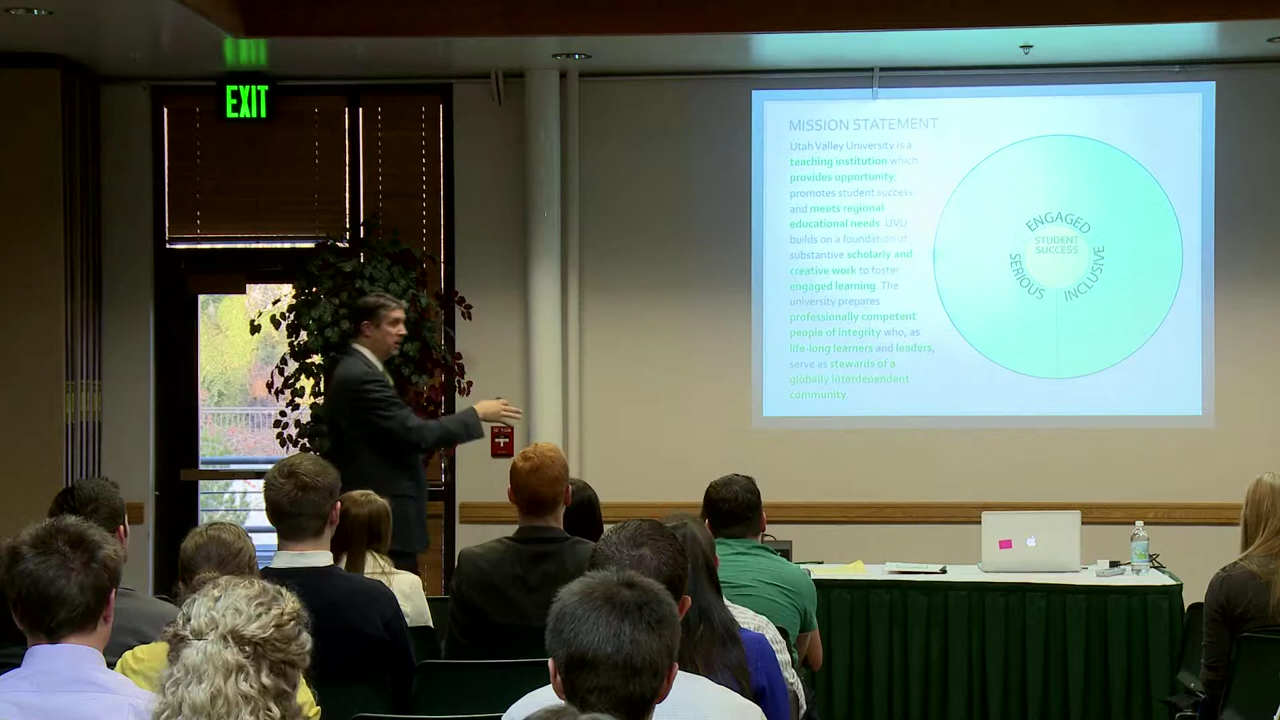 EXIT
MISSION STATEMENT
Utah Valley University is a
teaching institution which
provides opportunity,
promotes student success
and meets regional
educational needs. UVU
builds on a foundation of
substantive scholarly and
creative work to foster
engaged learning. The
university prepares
professionally competent
people of integrity who, as
life-long learners and leaders,
serve as stewards of a
globally interdependent
community.
ENGAGED
STUDENT
SUCCESS
SERIOUS
INCLUSIVE